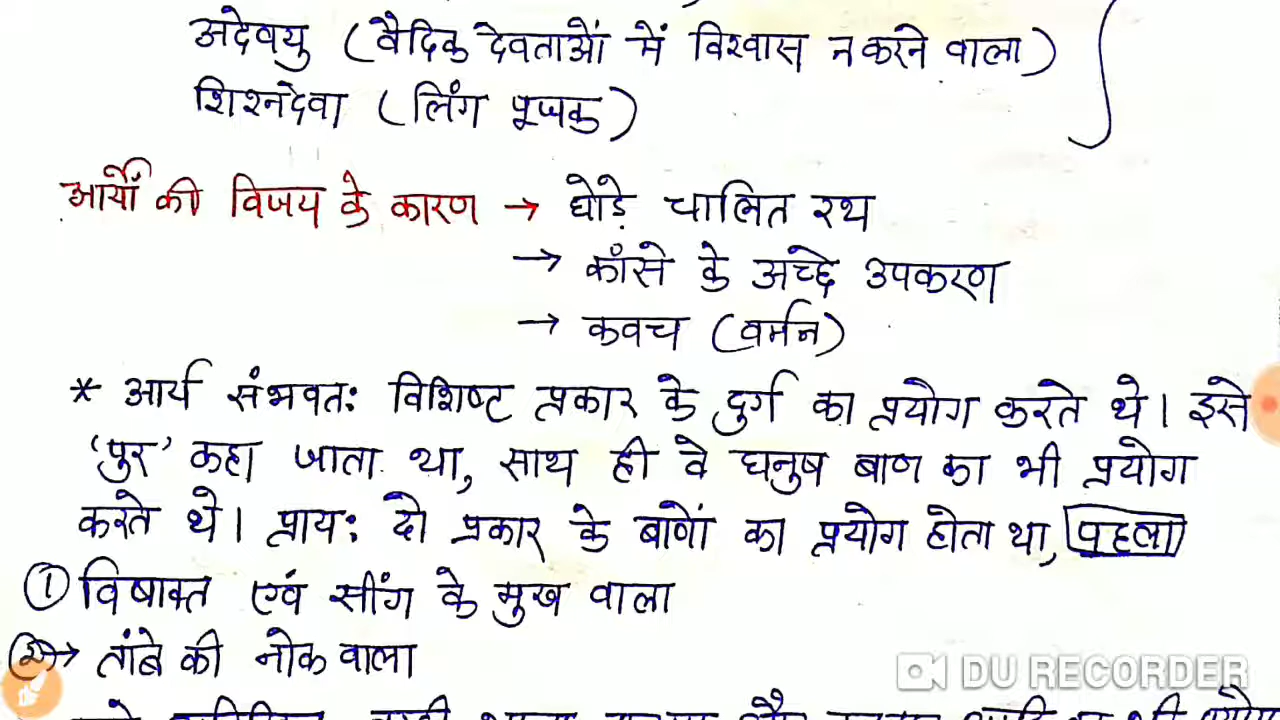 अदेवयु (वैदिक देवताओं में विश्वास न करने वाला)
शिश्नदेवा (लिंग पूजक)
आर्यों की विजय के कारण → घोड़े चालित रथ
→ काँसे के अच्छे उपकरण
→ कवच (वर्मन)
* आर्य संभवतः विशिष्ट प्रकार के दुर्ग का प्रयोग करते थे। इसे
'पुर' कहा जाता था, साथ ही वे धनुष बाण का भी प्रयोग
करते थे। प्रायः दो प्रकार के बाणों का प्रयोग होता था, पहला
① विषाक्त एवं सींग के मुख वाला
②→ तांबे की नोक वाला
DU RECORDER